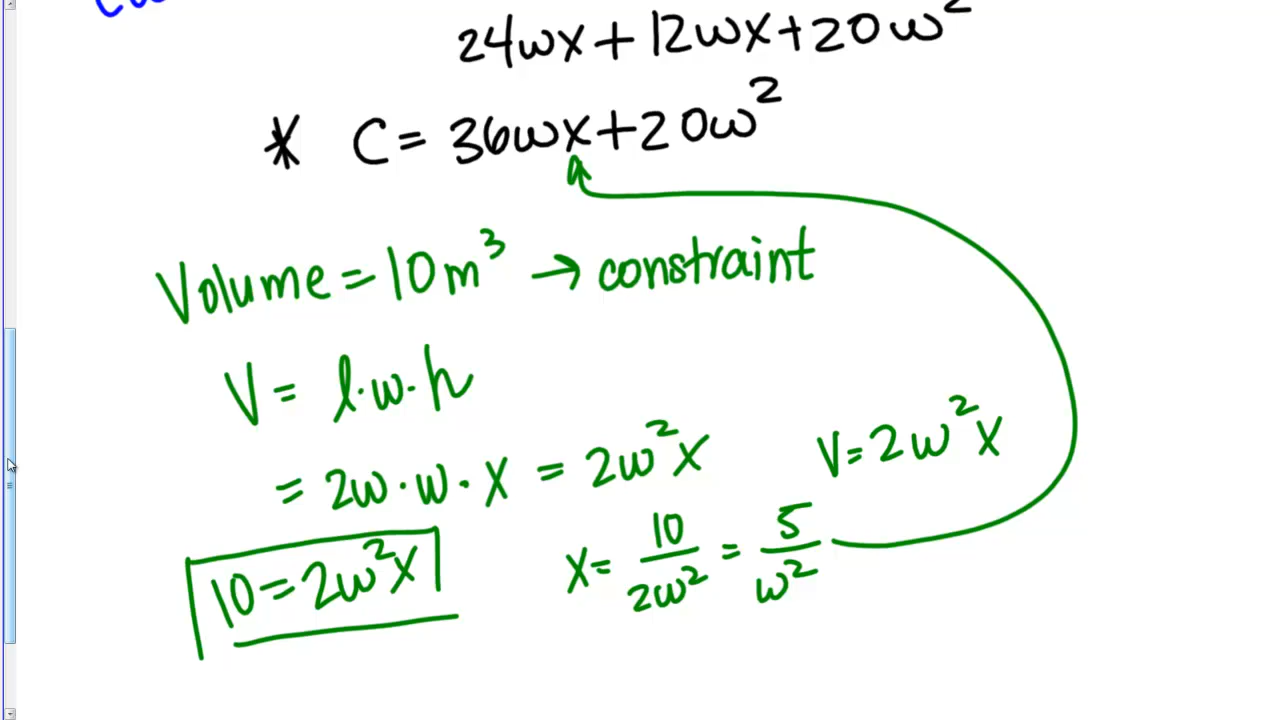 24wx + 12wx + 20w²
* C = 36wx + 20w²
Volume = 10m³ → constraint
V = l·w·h
= 2w·w·x = 2w²x
V = 2w²x
10 = 2w²x
x = 10/2w² = 5/w²